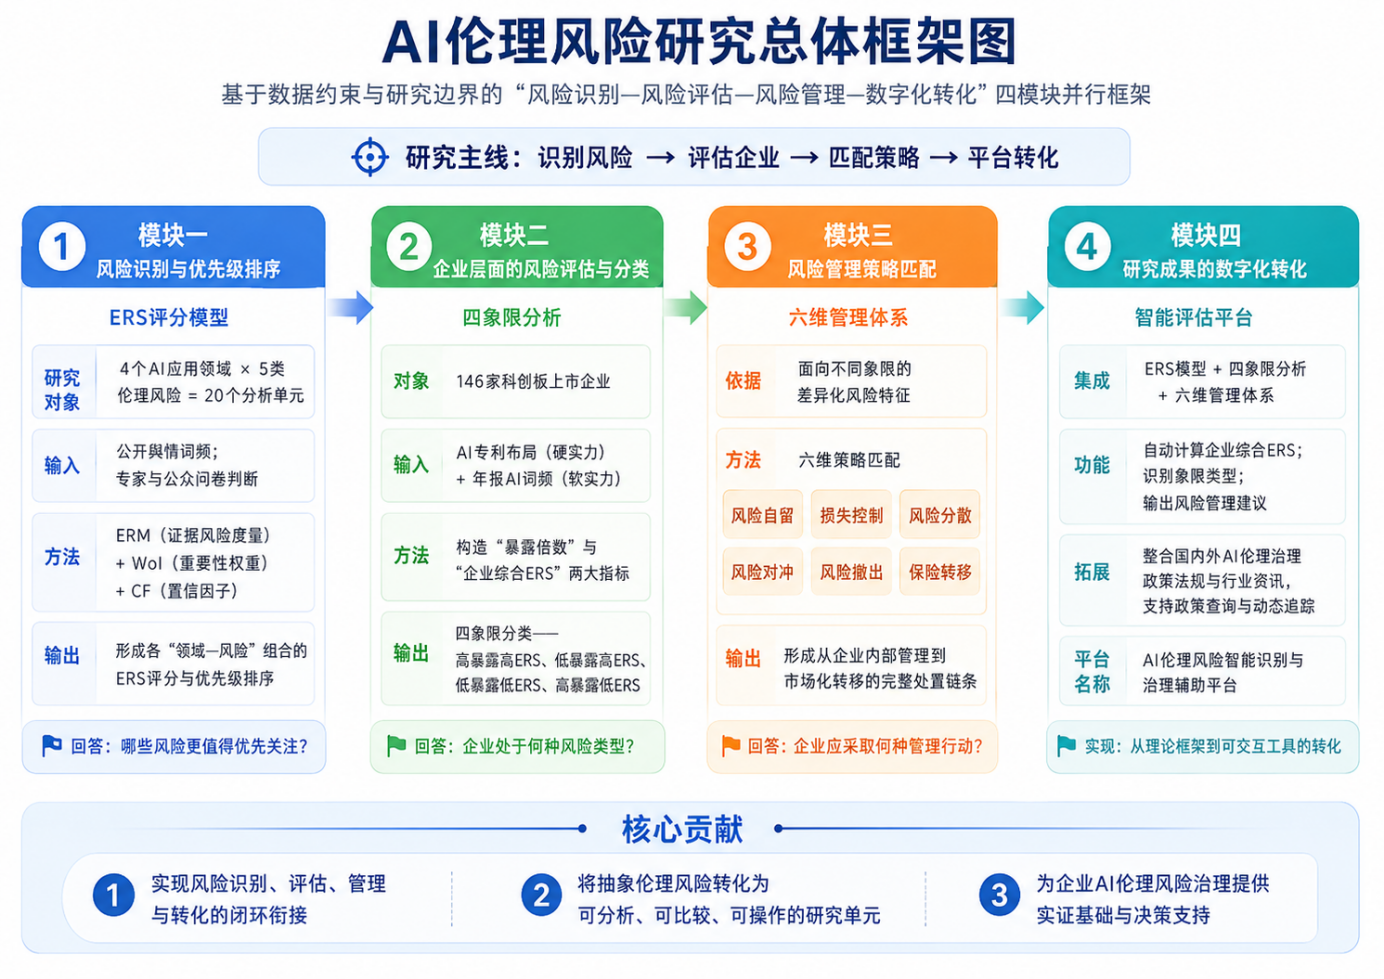 AI伦理风险研究总体框架图
基于数据约束与研究边界的“风险识别—风险评估—风险管理—数字化转化”四模块并行框架
研究主线：识别风险 → 评估企业 → 匹配策略 → 平台转化
1
模块一
风险识别与优先级排序
ERS评分模型
研究
对象
4个AI应用领域 × 5类
伦理风险 = 20个分析单元
输入
公开舆情词频；
专家与公众问卷判断
方法
ERM（证据风险度量）
+ WoI（重要性权重）
+ CF（置信因子）
输出
形成各“领域—风险”组合的
ERS评分与优先级排序
回答：哪些风险更值得优先关注？
2
模块二
企业层面的风险评估与分类
四象限分析
对象
146家科创板上市企业
输入
AI专利布局（硬实力）
+ 年报AI词频（软实力）
方法
构造“暴露倍数”与
“企业综合ERS”两大指标
输出
四象限分类——
高暴露高ERS、低暴露高ERS、
低暴露低ERS、高暴露低ERS
回答：企业处于何种风险类型？
3
模块三
风险管理策略匹配
六维管理体系
依据
面向不同象限的
差异化风险特征
方法
六维策略匹配
风险自留 损失控制 风险分散
风险对冲 风险撤出 保险转移
输出
形成从企业内部管理到
市场化转移的完整处置链条
回答：企业应采取何种管理行动？
4
模块四
研究成果的数字化转化
智能评估平台
集成
ERS模型 + 四象限分析
+ 六维管理体系
功能
自动计算企业综合ERS；
识别象限类型；
输出风险管理建议
拓展
整合国内外AI伦理治理
政策法规与行业资讯，
支持政策查询与动态追踪
平台
名称
AI伦理风险智能识别与
治理辅助平台
实现：从理论框架到可交互工具的转化
核心贡献
1
实现风险识别、评估、管理
与转化的闭环衔接
2
将抽象伦理风险转化为
可分析、可比较、可操作的研究单元
3
为企业AI伦理风险治理提供
实证基础与决策支持